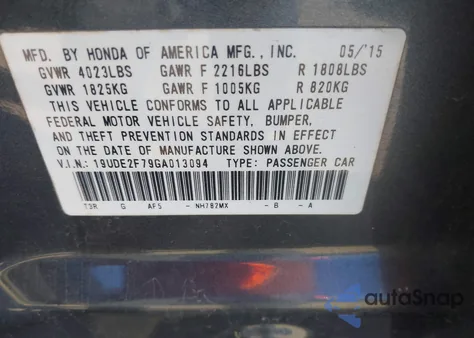 MFD. BY HONDA OF AMERICA MFG., INC. 05/15
GVWR 4023LBS GAWR F 2216LBS R 1808LBS
GVWR 1825KG GAWR F 1005KG R 820KG
THIS VEHICLE CONFORMS TO ALL APPLICABLE
FEDERAL MOTOR VEHICLE SAFETY, BUMPER,
AND THEFT PREVENTION STANDARDS IN EFFECT
ON THE DATE OF MANUFACTURE SHOWN ABOVE.
V.I.N.: 19UDE2F79GA013094 TYPE: PASSENGER CAR
T3R G AF5 - NH782MX - B - A
autoSnap